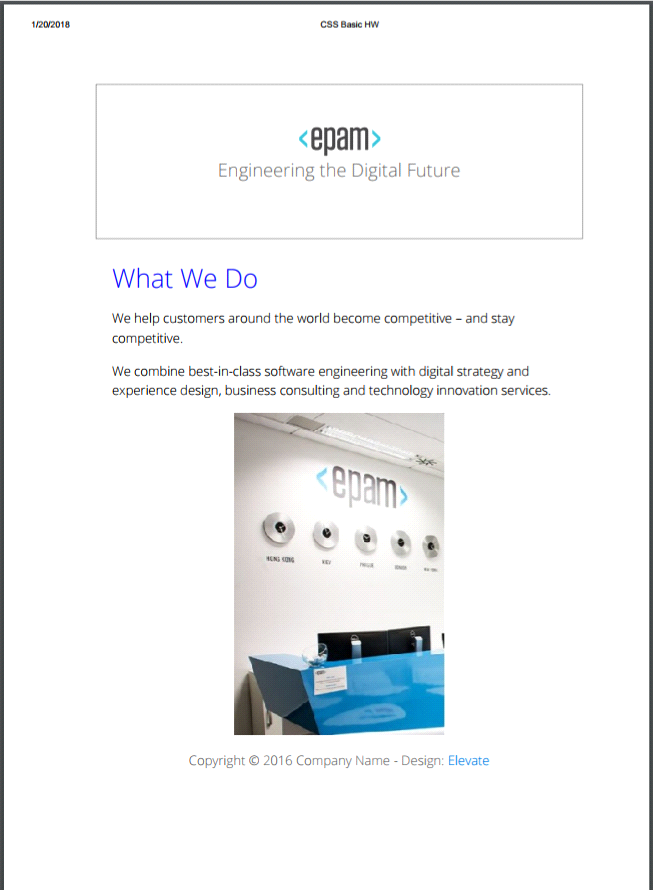 1/20/2018 CSS Basic HW
<epam>
Engineering the Digital Future
What We Do
We help customers around the world become competitive – and stay
competitive.
We combine best-in-class software engineering with digital strategy and
experience design, business consulting and technology innovation services.
<epam>
HONG KONG KIEV PRAGUE LONDON
Copyright © 2016 Company Name - Design: Elevate